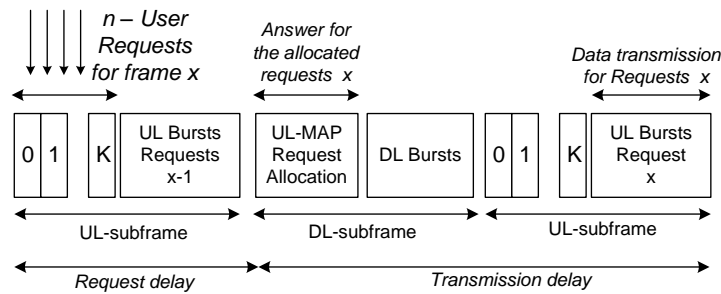 n – User
Requests
for frame x
Answer for
the allocated
requests x
Data transmission
for Requests x
0 1 K
UL Bursts
Requests
x-1
UL-MAP
Request
Allocation
DL Bursts
0 1 K
UL Bursts
Request
x
UL-subframe
DL-subframe
UL-subframe
Request delay
Transmission delay